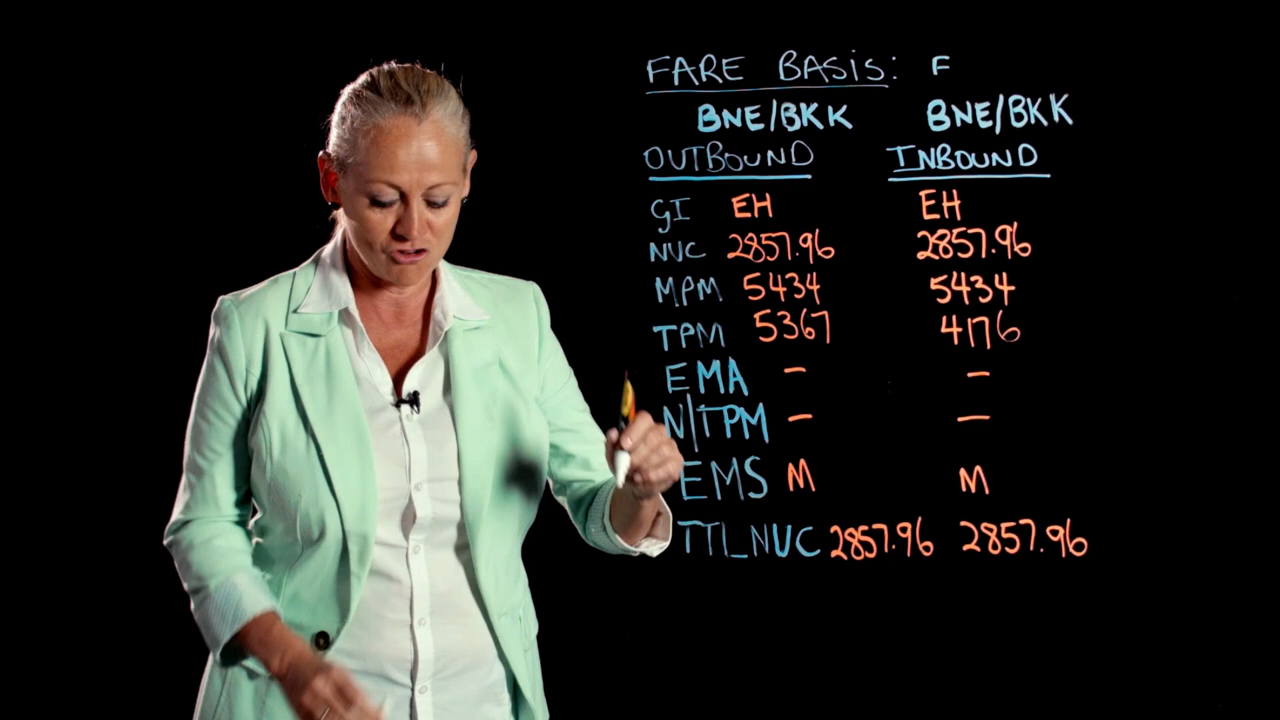 FARE BASIS: F
BNE/BKK BNE/BKK
OUTBOUND INBOUND
GI EH EH
NUC 2857.96 2857.96
MPM 5434 5434
TPM 5367 4176
EMA – –
N/TPM – –
EMS M M
TTL NUC 2857.96 2857.96